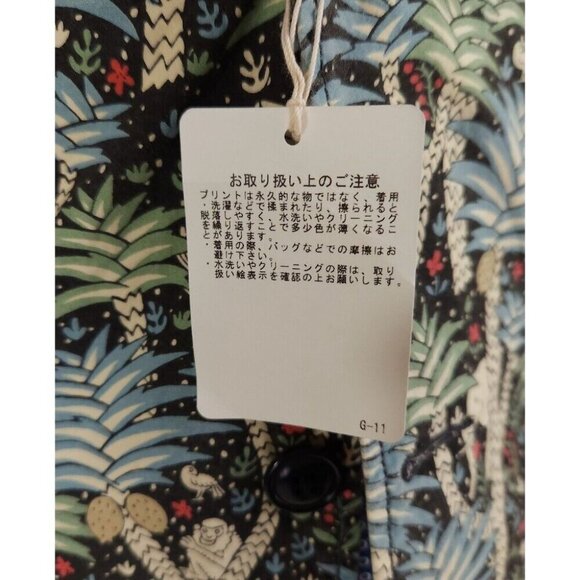 お取り扱い上のご注意
プリントは永久的な物ではなく、着用
・洗濯などで揉まれたり、擦られると
脱落しやすく、水洗いやクリーニング
を繰り返すことで多少色が薄くなるこ
とがあります。
・着用の際、バッグなどでの摩擦はお
避け下さい。
・水洗いやクリーニングの際は、取り
扱い絵表示を確認の上お願いします。
G-11